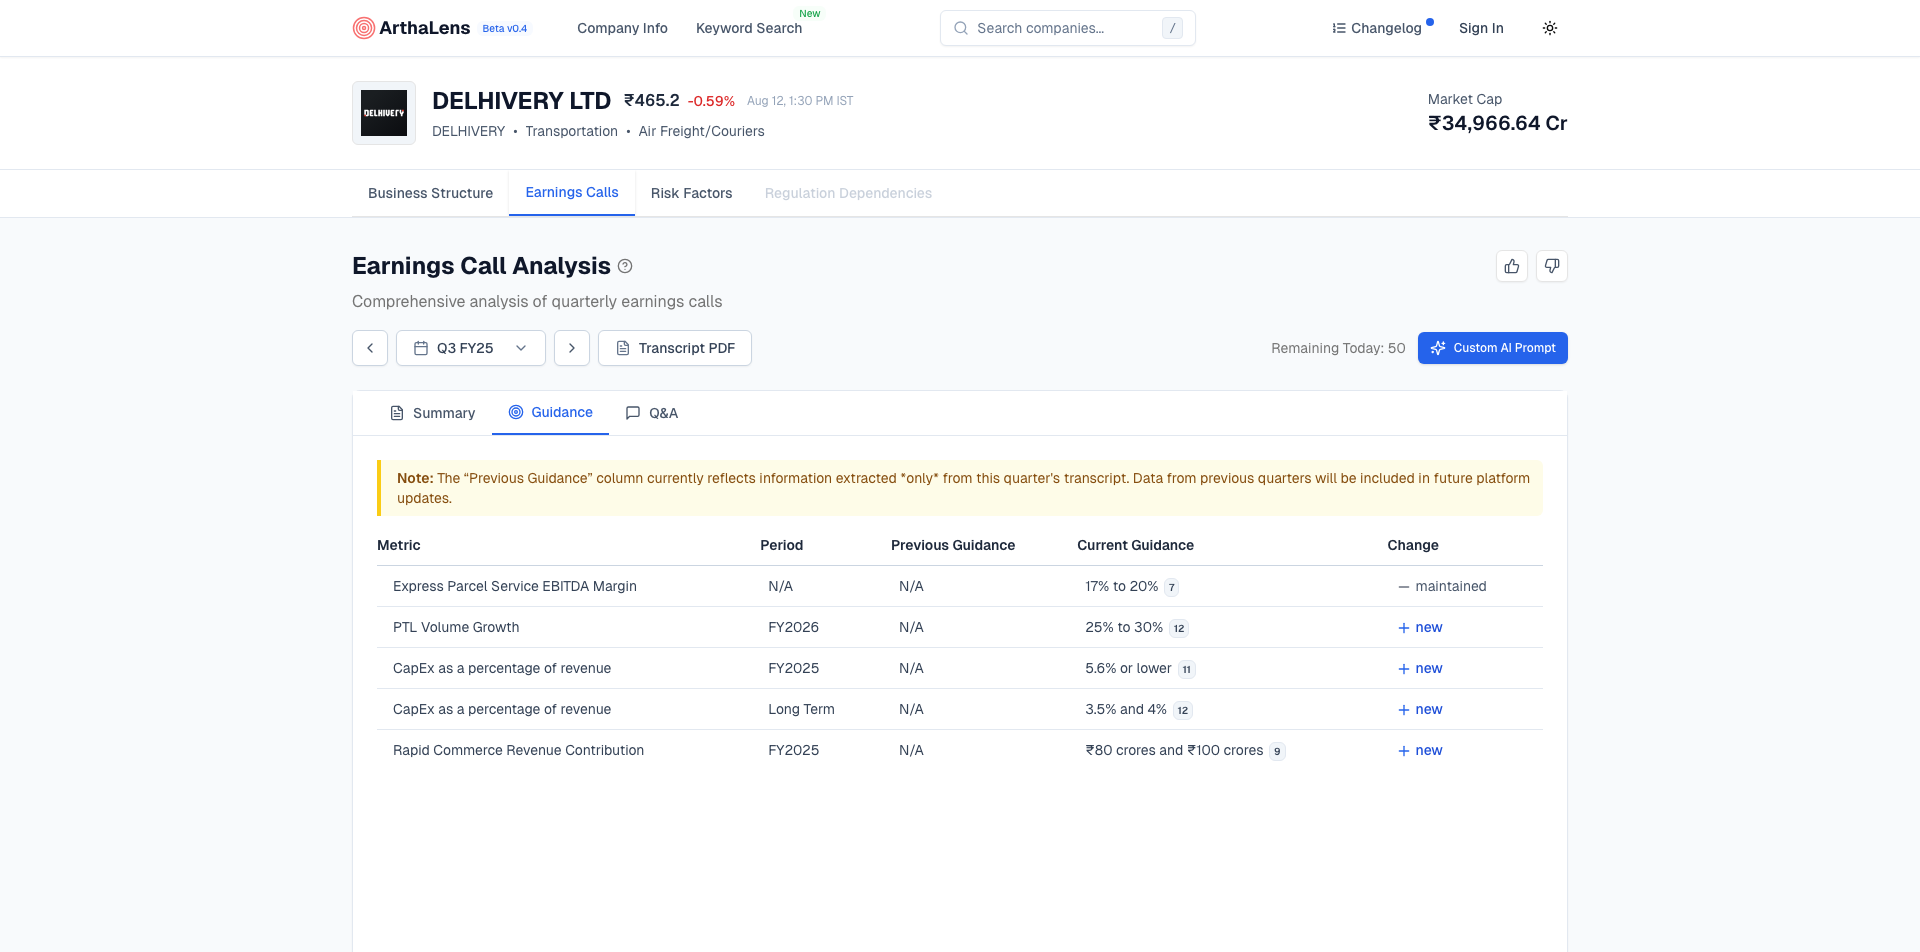 ArthaLens Beta v0.4 Company Info Keyword Search New Search companies... / Changelog Sign In
DELHIVERY
DELHIVERY LTD ₹465.2 -0.59% Aug 12, 1:30 PM IST
DELHIVERY • Transportation • Air Freight/Couriers
Market Cap
₹34,966.64 Cr
Business Structure Earnings Calls Risk Factors Regulation Dependencies
Earnings Call Analysis
Comprehensive analysis of quarterly earnings calls
Q3 FY25 Transcript PDF Remaining Today: 50 Custom AI Prompt
Summary Guidance Q&A
Note: The “Previous Guidance” column currently reflects information extracted *only* from this quarter's transcript. Data from previous quarters will be included in future platform
updates.
Metric Period Previous Guidance Current Guidance Change
Express Parcel Service EBITDA Margin N/A N/A 17% to 20% 7 — maintained
PTL Volume Growth FY2026 N/A 25% to 30% 12 + new
CapEx as a percentage of revenue FY2025 N/A 5.6% or lower 11 + new
CapEx as a percentage of revenue Long Term N/A 3.5% and 4% 12 + new
Rapid Commerce Revenue Contribution FY2025 N/A ₹80 crores and ₹100 crores 9 + new